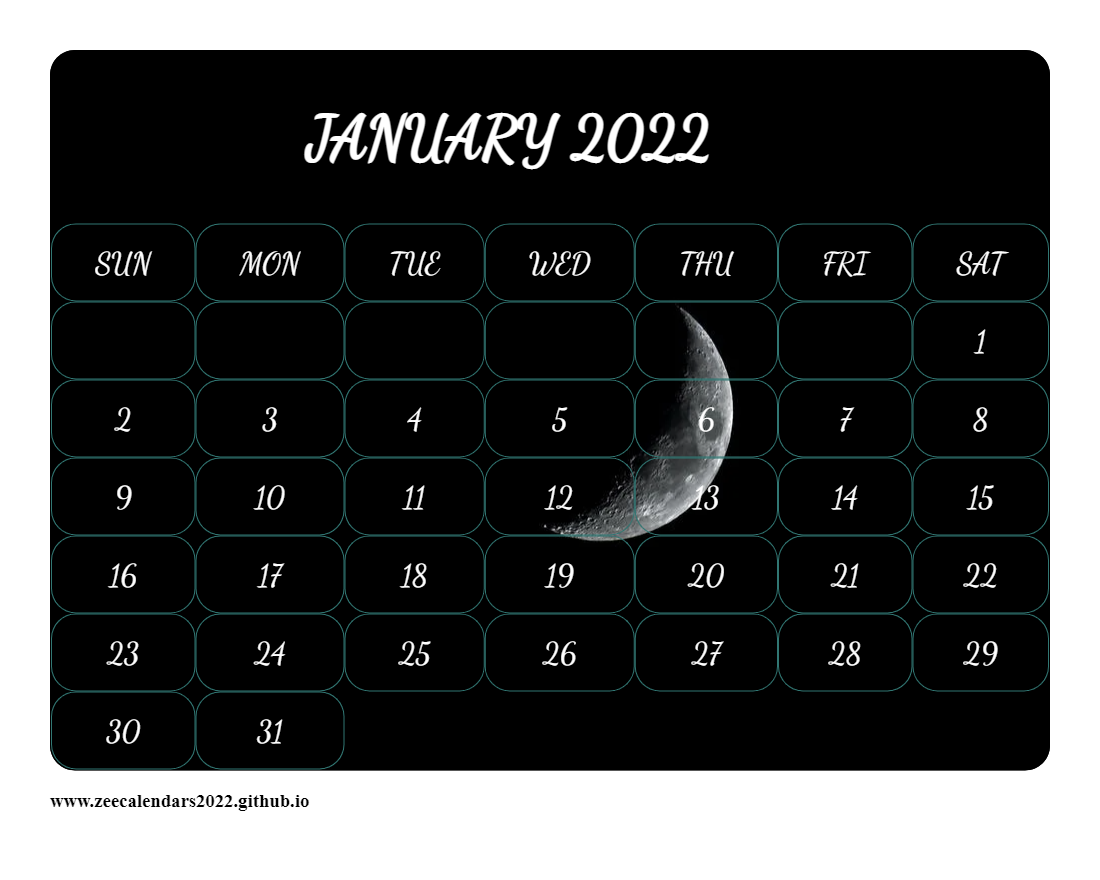 JANUARY 2022
SUN MON TUE WED THU FRI SAT
1
2 3 4 5 6 7 8
9 10 11 12 13 14 15
16 17 18 19 20 21 22
23 24 25 26 27 28 29
30 31
www.zeecalendars2022.github.io